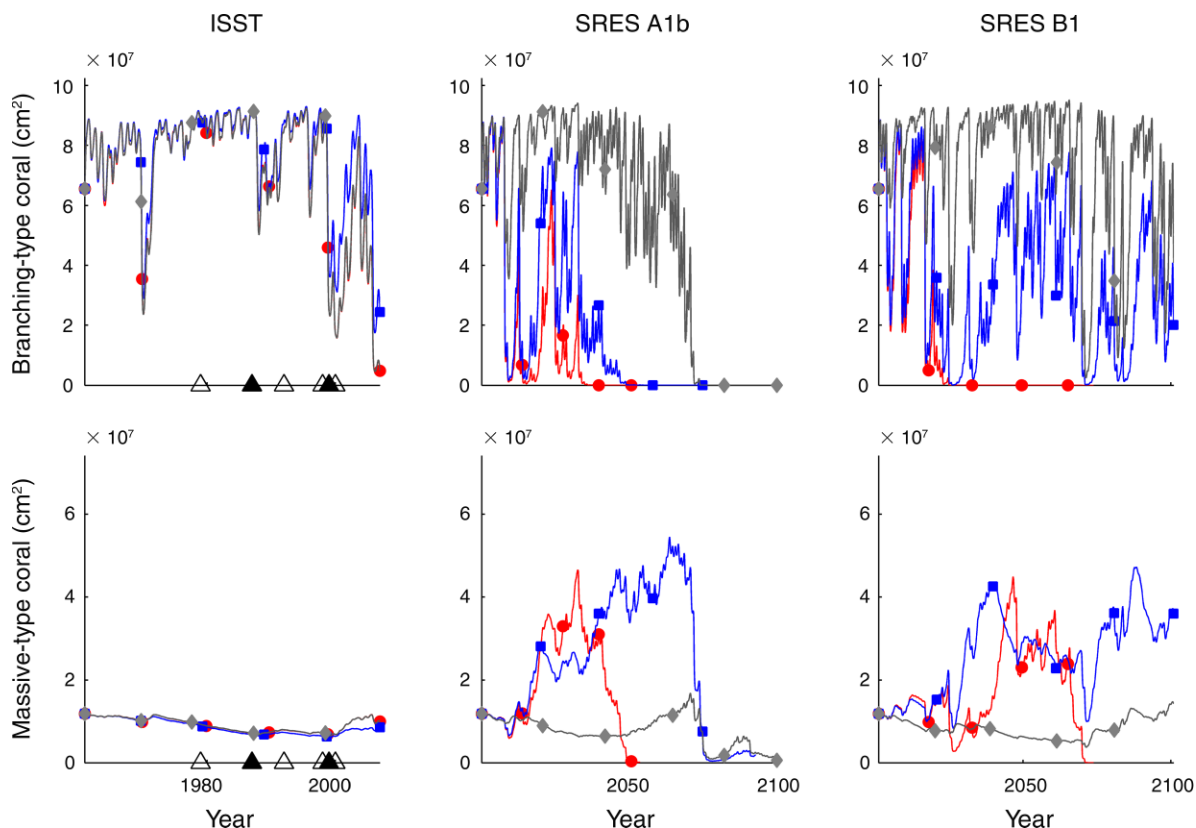 ISST SRES A1b SRES B1
× 10⁷ × 10⁷ × 10⁷
Branching-type coral (cm²)
10 10 10
8 8 8
6 6 6
4 4 4
2 2 2
0 0 0
× 10⁷ × 10⁷ × 10⁷
Massive-type coral (cm²)
6 6 6
4 4 4
2 2 2
0 0 0
1980 2000 2050 2100 2050 2100
Year Year Year